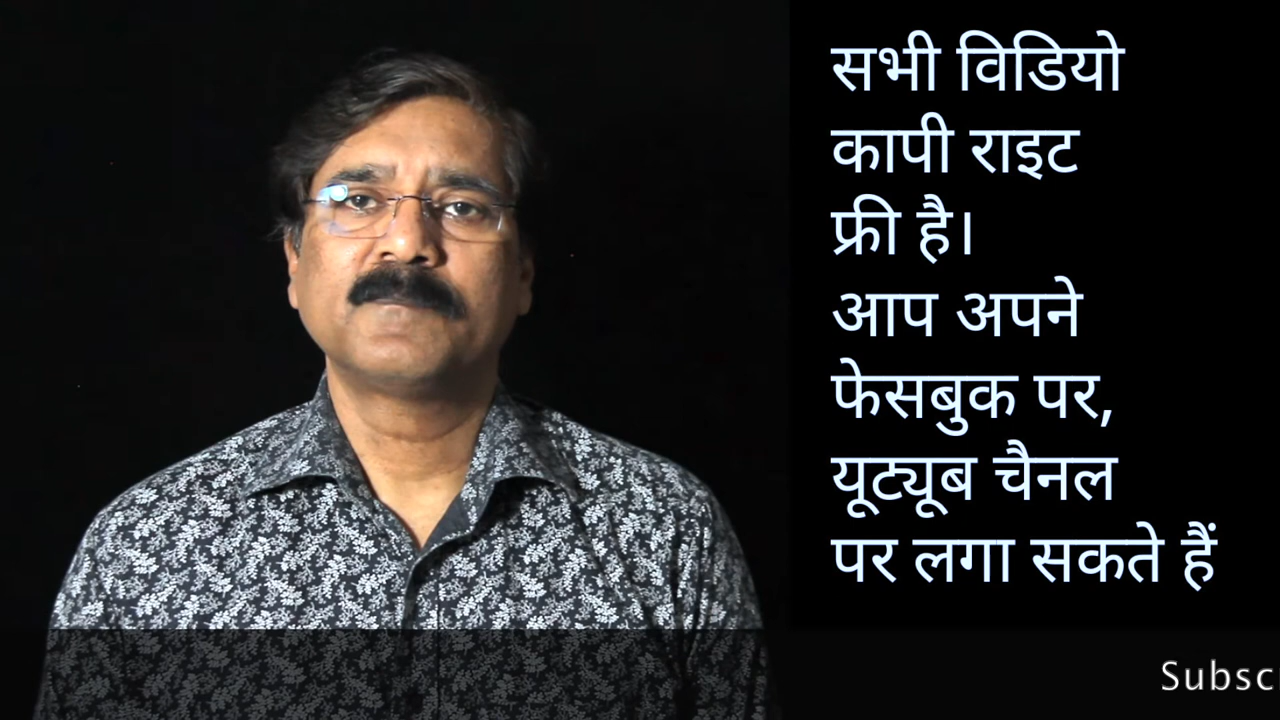 सभी विडियो
कापी राइट
फ्री है।
आप अपने
फेसबुक पर,
यूट्यूब चैनल
पर लगा सकते हैं
Subsc